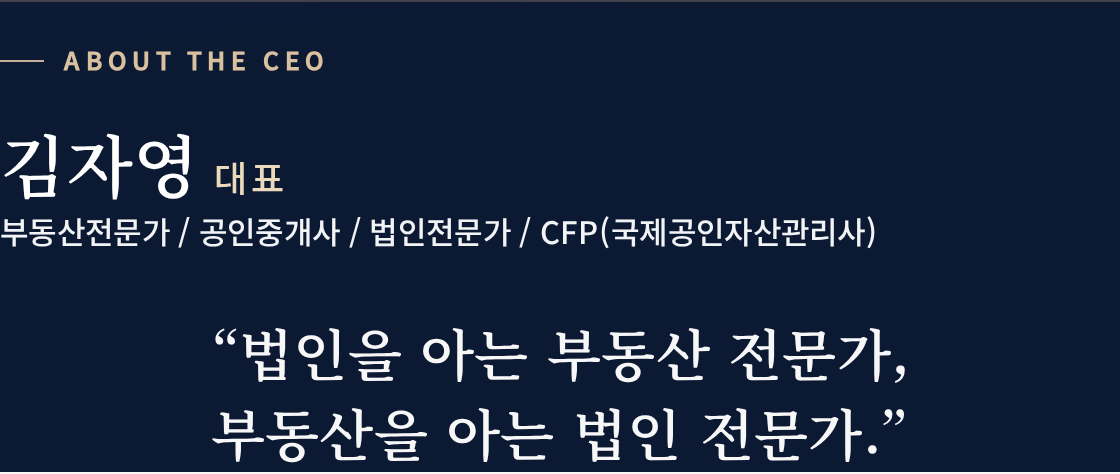 ABOUT THE CEO
김자영 대표
부동산전문가 / 공인중개사 / 법인전문가 / CFP(국제공인자산관리사)
“법인을 아는 부동산 전문가,
부동산을 아는 법인 전문가.”